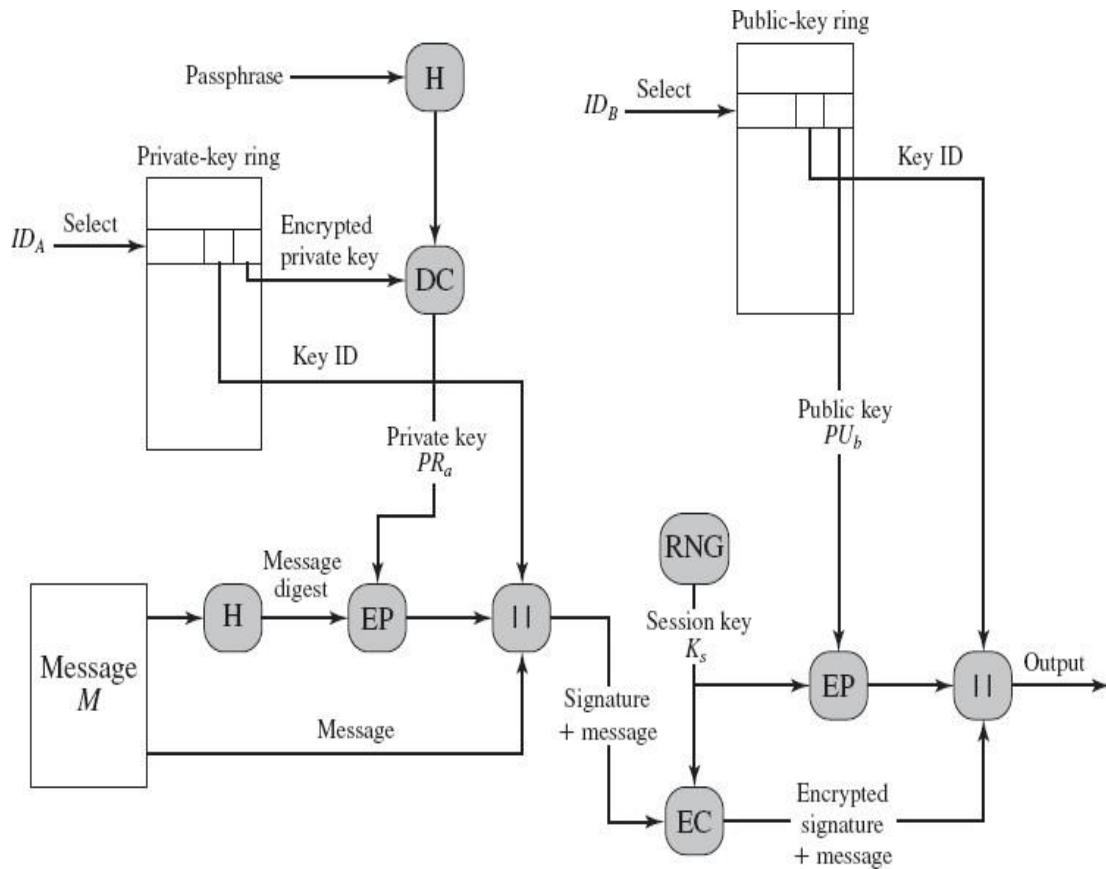 Public-key ring
Passphrase
H
ID_B
Select
Private-key ring
Key ID
ID_A
Select
Encrypted
private key
DC
Key ID
Private key
PR_a
Public key
PU_b
RNG
Message
digest
Session key
K_s
H
EP
||
Message
M
EP
||
Output
Message
Signature
+ message
EC
Encrypted
signature
+ message